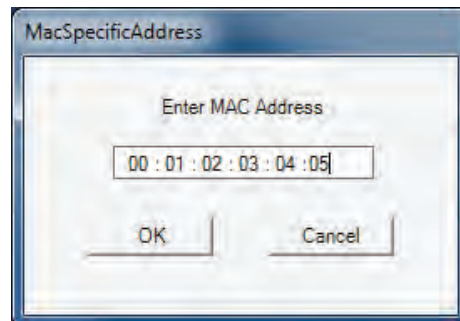 MacSpecificAddress
Enter MAC Address
00 : 01 : 02 : 03 : 04 :05
OK Cancel